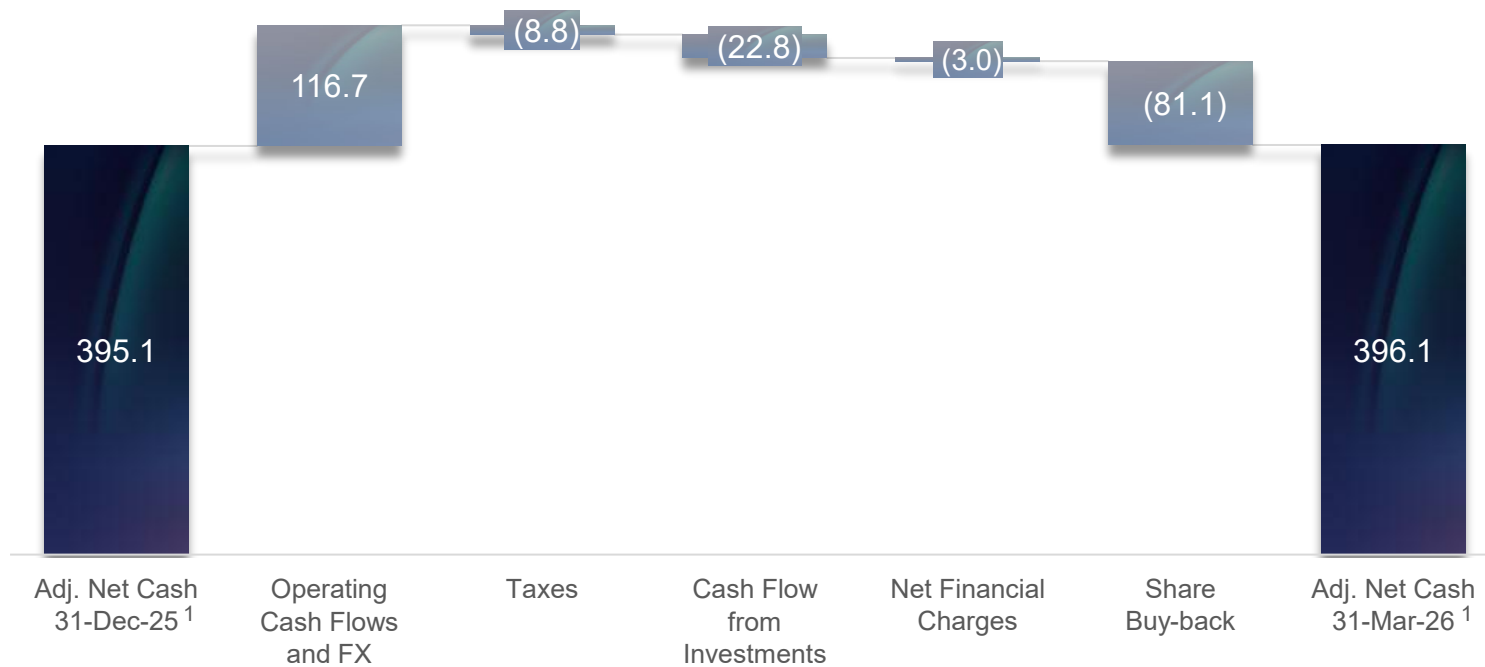 (8.8)
(22.8)
(3.0)
116.7
(81.1)
395.1
396.1
Adj. Net Cash
31-Dec-25 1
Operating
Cash Flows
and FX
Taxes
Cash Flow
from
Investments
Net Financial
Charges
Share
Buy-back
Adj. Net Cash
31-Mar-26 1